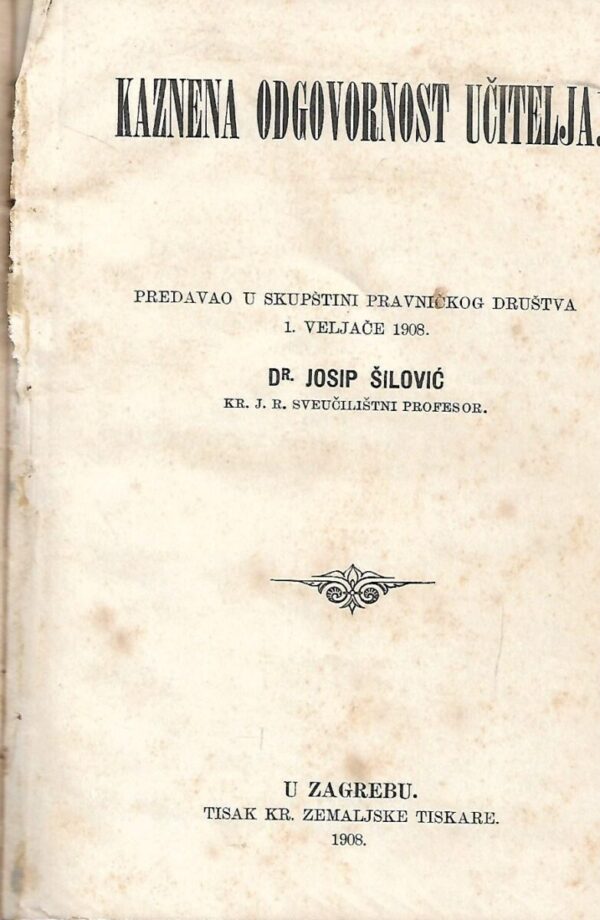 KAZNENA ODGOVORNOST UČITELJA.
PREDAVAO U SKUPŠTINI PRAVNIČKOG DRUŠTVA
1. VELJAČE 1908.
DR. JOSIP ŠILOVIĆ
KR. J. R. SVEUČILIŠTNI PROFESOR.
U ZAGREBU.
TISAK KR. ZEMALJSKE TISKARE.
1908.